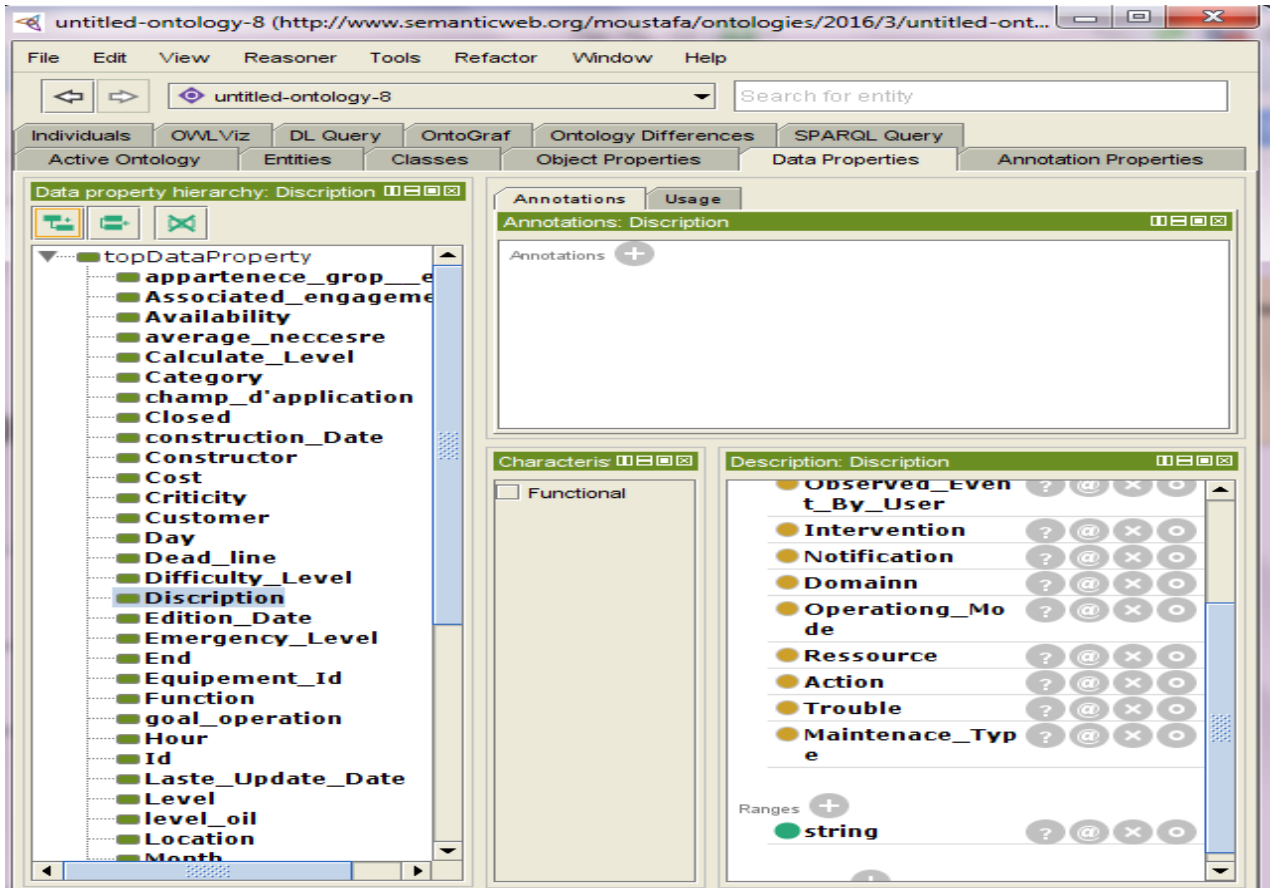 untitled-ontology-8 (http://www.semanticweb.org/moustafa/ontologies/2016/3/untitled-ont...
File Edit View Reasoner Tools Refactor Window Help
untitled-ontology-8
Search for entity
Individuals OWLViz DL Query OntoGraf Ontology Differences SPARQL Query
Active Ontology Entities Classes Object Properties Data Properties Annotation Properties
Data property hierarchy: Discription
topDataProperty
appartenece_grop__e
Associated_engageme
Availability
average_neccesre
Calculate_Level
Category
champ_d'application
Closed
construction_Date
Constructor
Cost
Criticity
Customer
Day
Dead_line
Difficulty_Level
Discription
Edition_Date
Emergency_Level
End
Equipement_Id
Function
goal_operation
Hour
Id
Laste_Update_Date
Level
level_oil
Location
Month
Annotations Usage
Annotations: Discription
Annotations
Characteris
Functional
Description: Discription
Observed_Even
t_By_User
Intervention
Notification
Domainn
Operationg_Mo
de
Ressource
Action
Trouble
Maintenace_Typ
e
Ranges
string